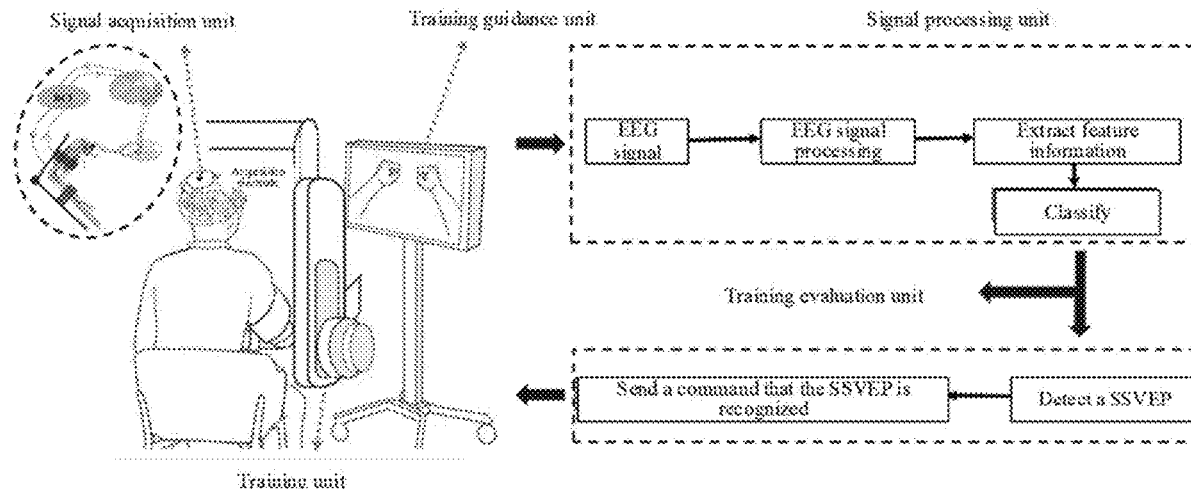 Signal acquisition unit
Training guidance unit
Signal processing unit
EEG
signal
EEG signal
processing
Extract feature
information
Classify
Training evaluation unit
Send a command that the SSVEP is
recognized
Detect a SSVEP
Training unit